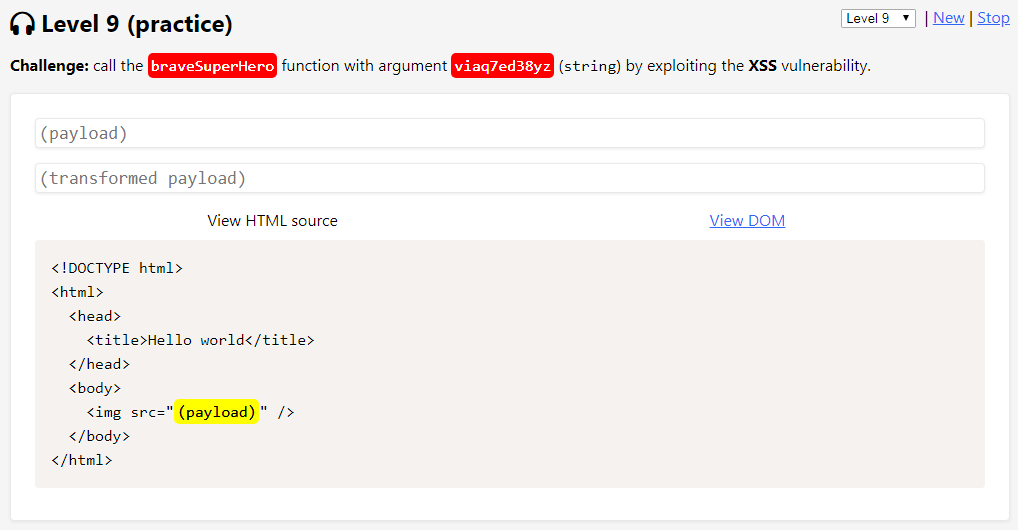 Level 9 (practice)
Level 9 | New | Stop
Challenge: call the braveSuperHero function with argument viaq7ed38yz (string) by exploiting the XSS vulnerability.
(payload)
(transformed payload)
View HTML source View DOM
<!DOCTYPE html>
<html>
<head>
<title>Hello world</title>
</head>
<body>
<img src="(payload)" />
</body>
</html>